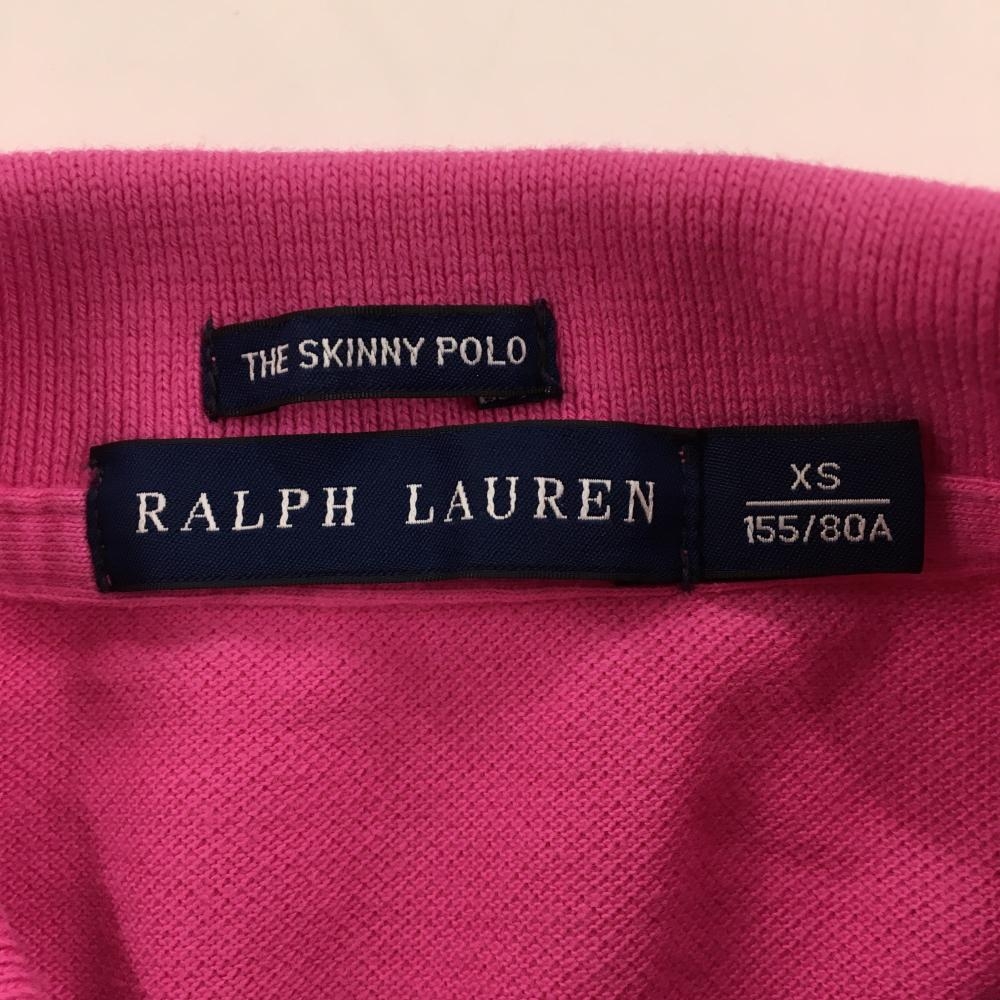 THE SKINNY POLO
RALPH LAUREN
XS
155/80A